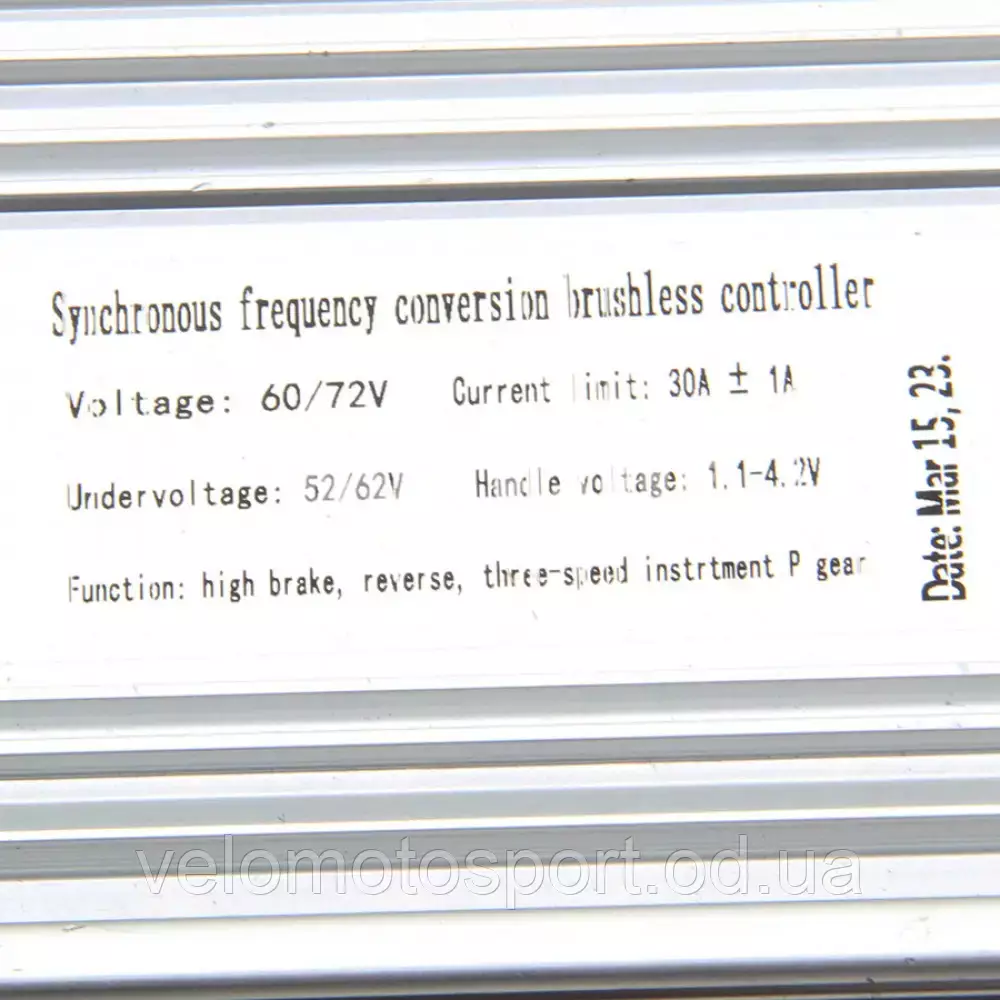 Synchronous frequency conversion brushless controller
Voltage: 60/72V Current limit: 30A ± 1A
Undervoltage: 52/62V Handle voltage: 1.1-4.2V
Function: high brake, reverse, three-speed instrtment P gear
Date: Mar 15, 23.
velomotosport.od.ua